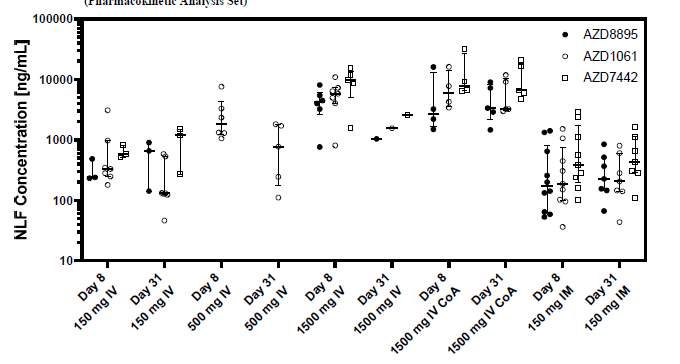 (Pharmacokinetic Analysis Set)
100000
10000
1000
100
10
NLF Concentration [ng/mL]
AZD8895
AZD1061
AZD7442
Day 8
150 mg IV
Day 31
150 mg IV
Day 8
500 mg IV
Day 31
500 mg IV
Day 8
1500 mg IV
Day 31
1500 mg IV
Day 8
1500 mg IV CoA
Day 31
1500 mg IV CoA
Day 8
150 mg IM
Day 31
150 mg IM